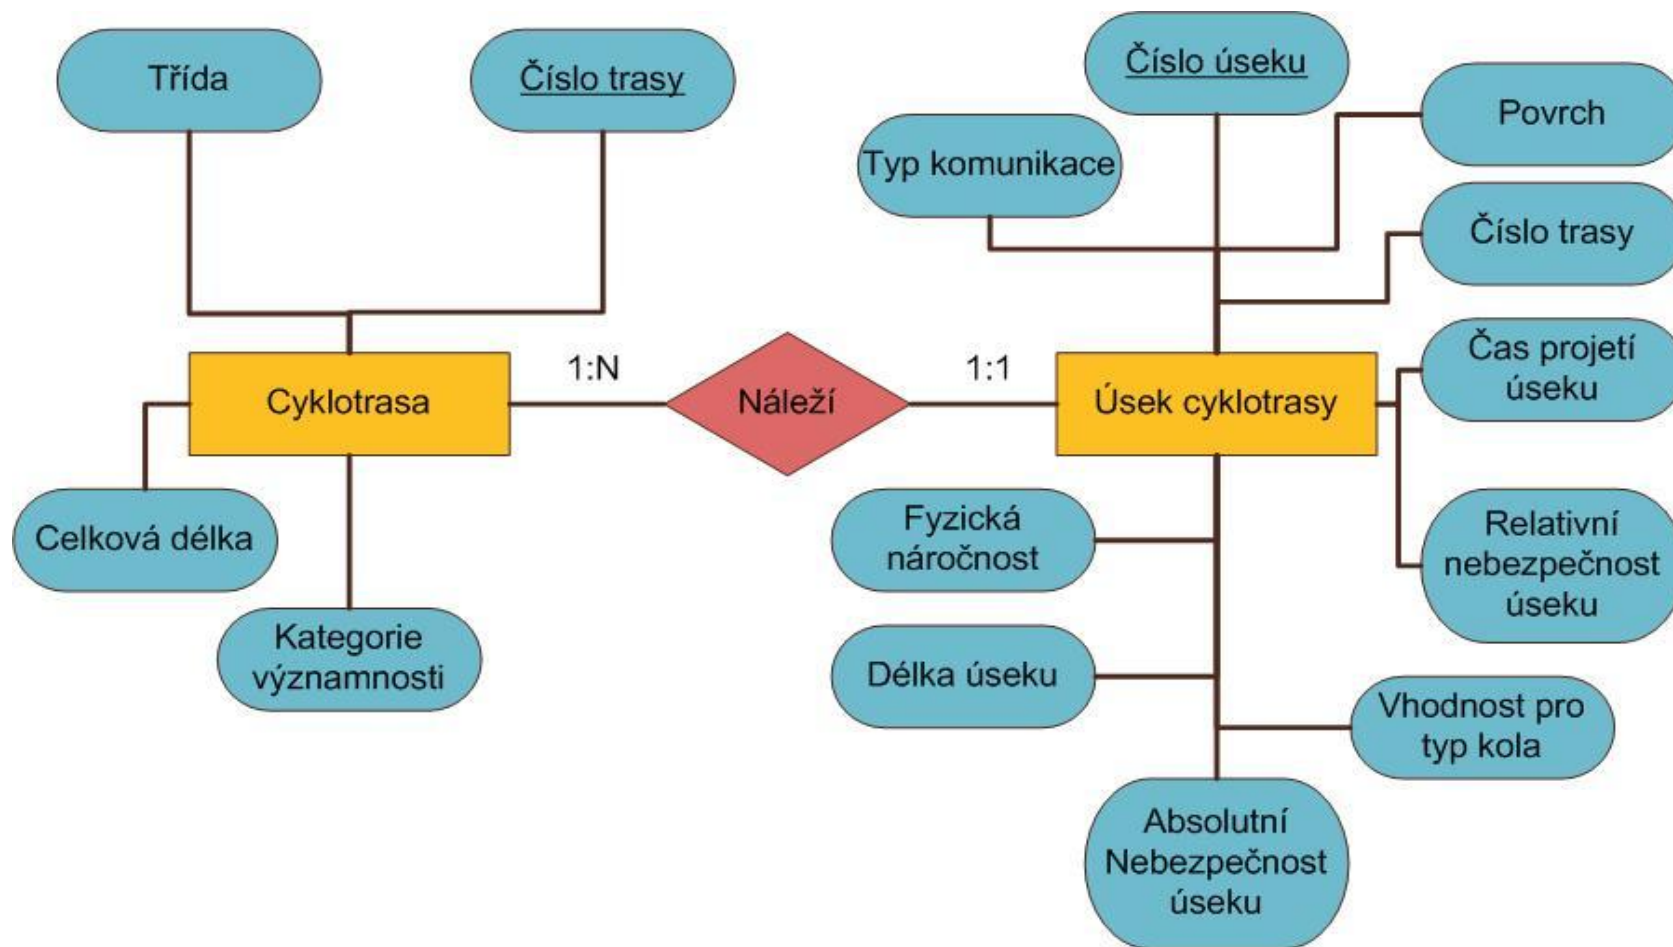 Třída
Číslo trasy
Číslo úseku
Povrch
Typ komunikace
Číslo trasy
Cyklotrasa
1:N
Náleží
1:1
Úsek cyklotrasy
Čas projetí
úseku
Celková délka
Fyzická
náročnost
Relativní
nebezpečnost
úseku
Kategorie
významnosti
Délka úseku
Vhodnost pro
typ kola
Absolutní
Nebezpečnost
úseku